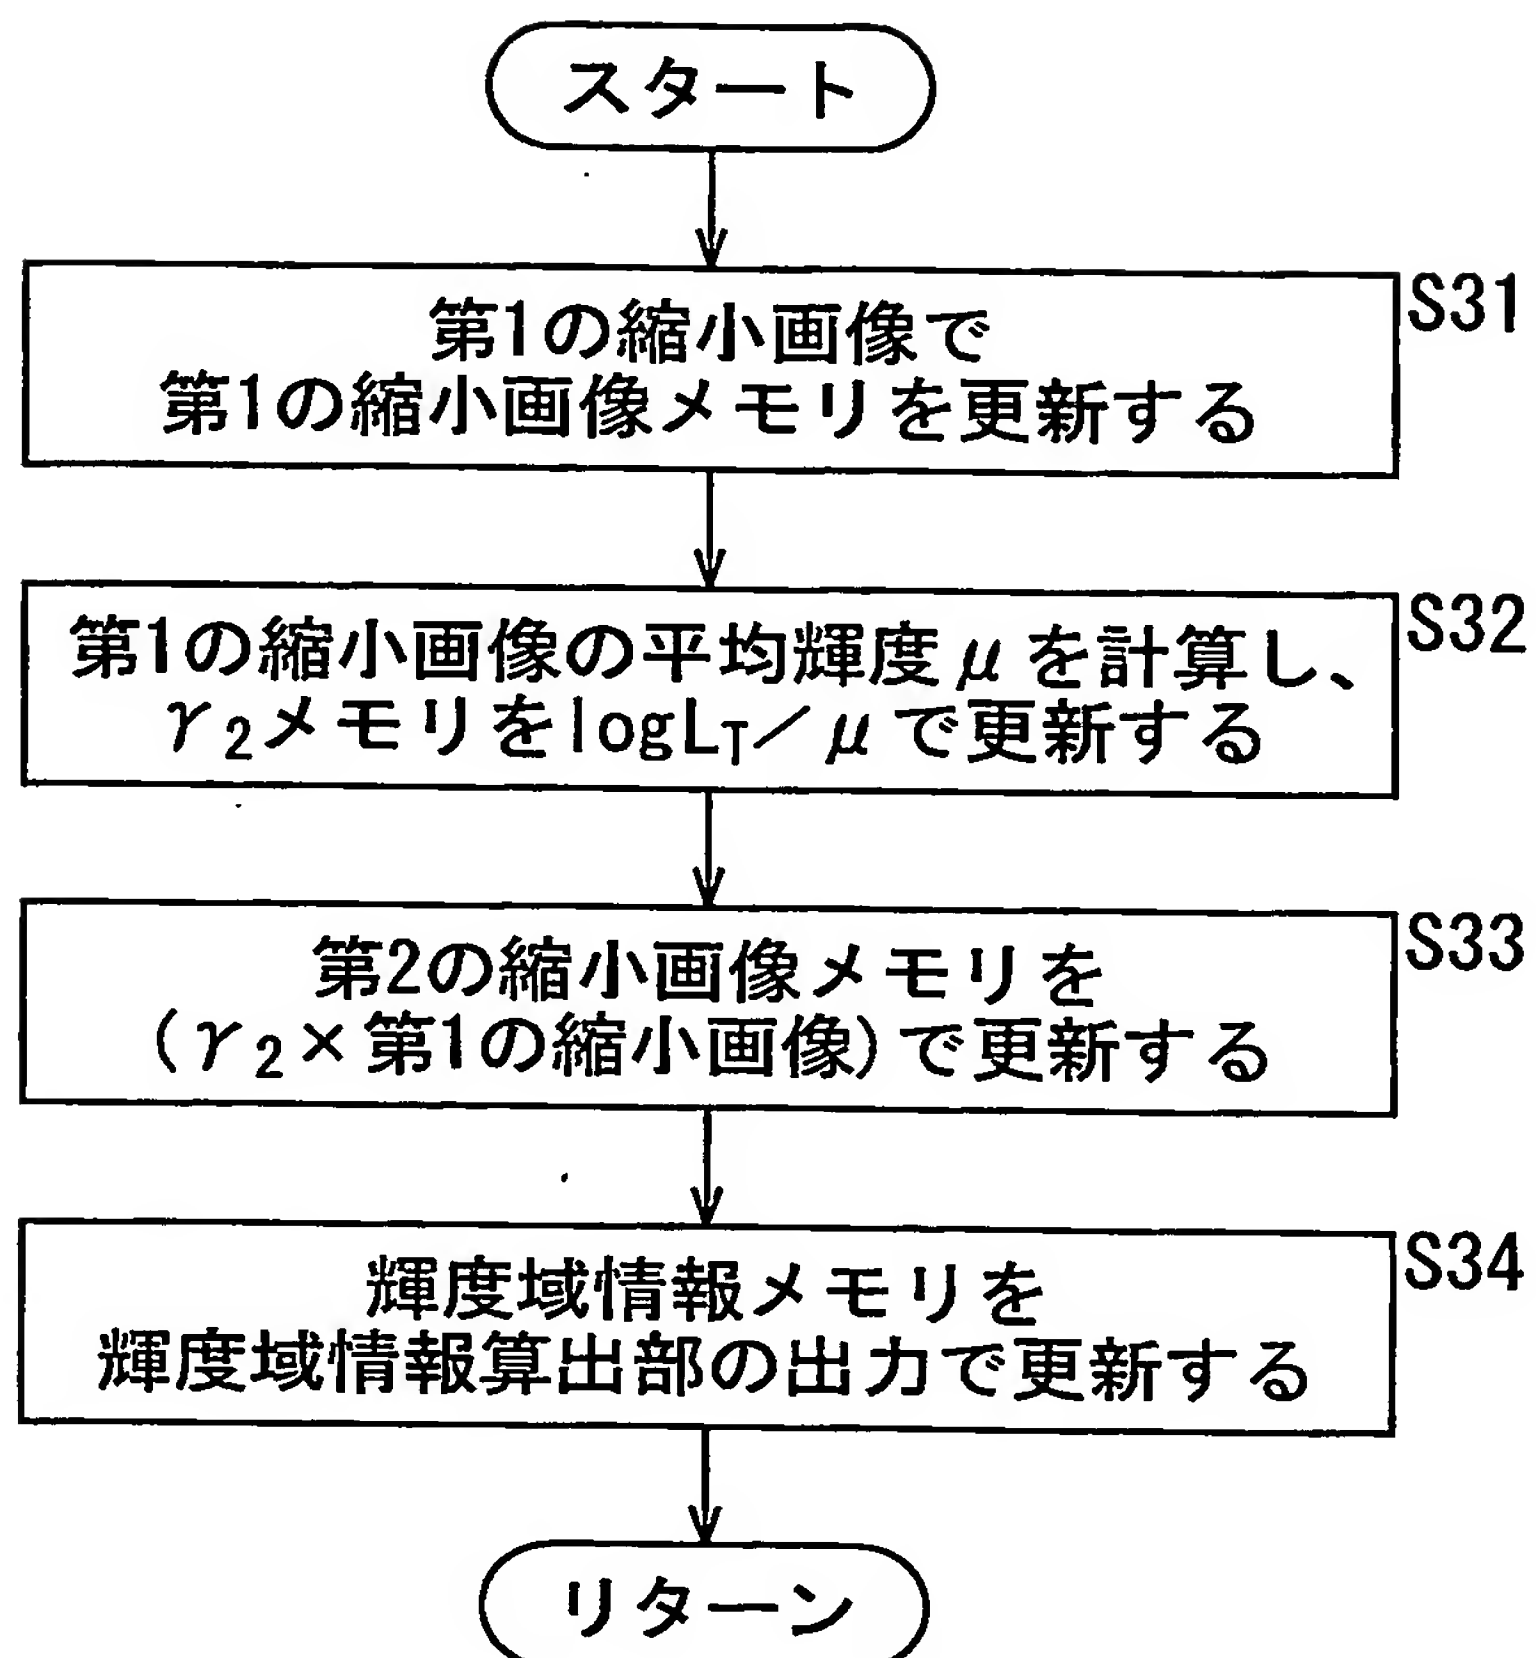 スタート
第1の縮小画像で
第1の縮小画像メモリを更新する
S31
第1の縮小画像の平均輝度μを計算し、
γ2メモリをlogLT/μで更新する
S32
第2の縮小画像メモリを
(γ2×第1の縮小画像)で更新する
S33
輝度域情報メモリを
輝度域情報算出部の出力で更新する
S34
リターン